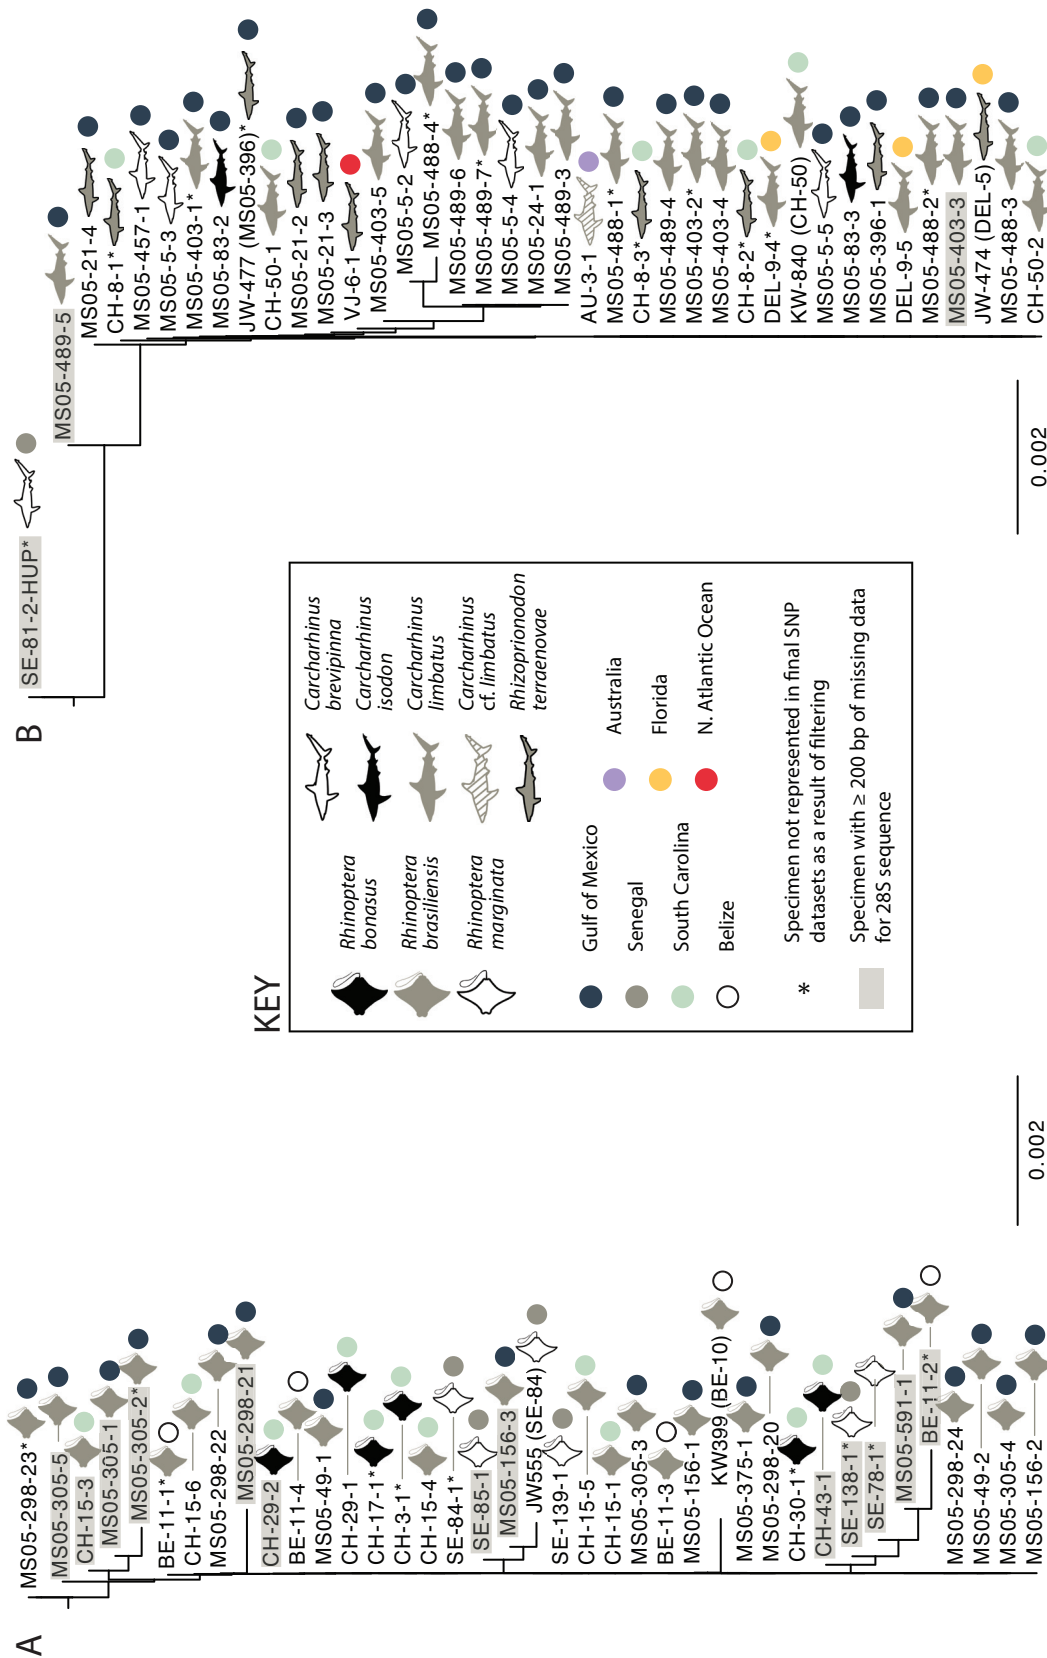 A
MS05-298-23*
MS05-305-5
CH-15-3
MS05-305-1
MS05-305-2*
BE-11-1*
CH-15-6
MS05-298-22
MS05-298-21
CH-29-2
BE-11-4
MS05-49-1
CH-29-1
CH-17-1*
CH-3-1*
CH-15-4
SE-84-1*
SE-85-1
MS05-156-3
JW555 (SE-84)
SE-139-1
CH-15-5
CH-15-1
MS05-305-3
BE-11-3
MS05-156-1
KW399 (BE-10)
MS05-375-1
MS05-298-20
CH-30-1*
CH-43-1
SE-138-1*
SE-78-1*
MS05-591-1
BE-11-2*
MS05-298-24
MS05-49-2
MS05-305-4
MS05-156-2
0.002
B
SE-81-2-HUP*
MS05-489-5
MS05-21-4
CH-8-1*
MS05-457-1
MS05-5-3
MS05-403-1*
MS05-83-2
JW-477 (MS05-396)*
CH-50-1
MS05-21-2
MS05-21-3
VJ-6-1
MS05-403-5
MS05-5-2
MS05-488-4*
MS05-489-6
MS05-489-7*
MS05-5-4
MS05-24-1
MS05-489-3
AU-3-1
MS05-488-1*
CH-8-3*
MS05-489-4
MS05-403-2*
MS05-403-4
CH-8-2*
DEL-9-4*
KW-840 (CH-50)
MS05-5-5
MS05-83-3
MS05-396-1
DEL-9-5
MS05-488-2*
MS05-403-3
JW-474 (DEL-5)
MS05-488-3
CH-50-2
0.002
KEY
Rhinoptera
bonasus
Rhinoptera
brasiliensis
Rhinoptera
marginata
Carcharhinus
brevipinna
Carcharhinus
isodon
Carcharhinus
limbatus
Carcharhinus
cf. limbatus
Rhizoprionodon
terraenovae
Gulf of Mexico
Senegal
South Carolina
Belize
Australia
Florida
N. Atlantic Ocean
* Specimen not represented in final SNP
datasets as a result of filtering
Specimen with ≥ 200 bp of missing data
for 28S sequence